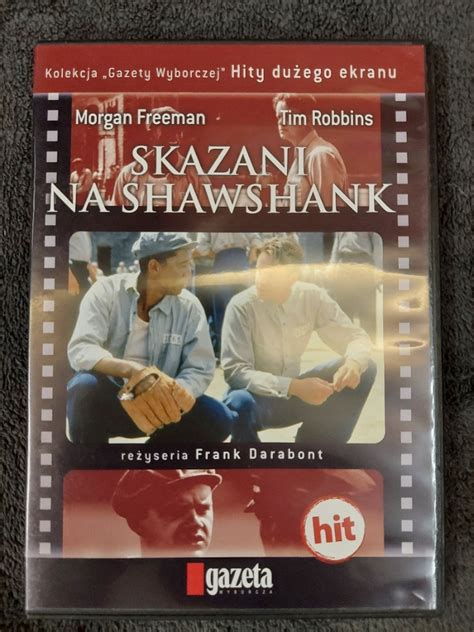 Kolekcja „Gazety Wyborczej” Hity dużego ekranu
Morgan Freeman Tim Robbins
SKAZANI
NA SHAWSHANK
reżyseria Frank Darabont
hit
gazeta
WYBORCZA